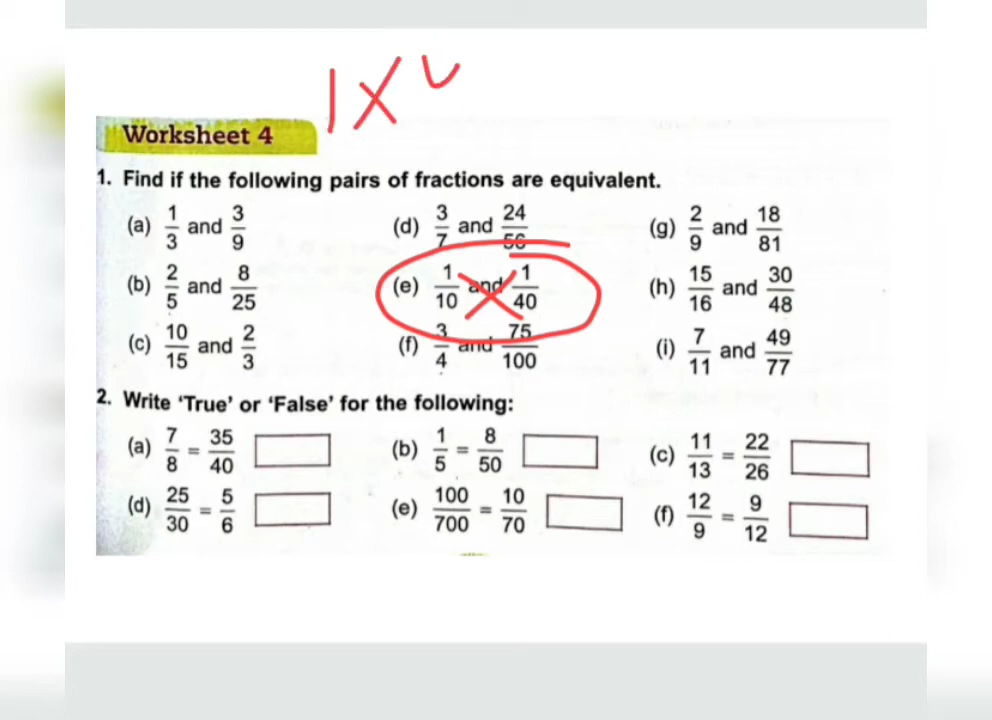 1×
Worksheet 4
1. Find if the following pairs of fractions are equivalent.
(a) 1/3 and 3/9 (d) 3/7 and 24/56 (g) 2/9 and 18/81
(b) 2/5 and 8/25 (e) 1/10 and 1/40 (h) 15/16 and 30/48
(c) 10/15 and 2/3 (f) 3/4 and 75/100 (i) 7/11 and 49/77
2. Write ‘True’ or ‘False’ for the following:
(a) 7/8 = 35/40 (b) 1/5 = 8/50 (c) 11/13 = 22/26
(d) 25/30 = 5/6 (e) 100/700 = 10/70 (f) 12/9 = 9/12